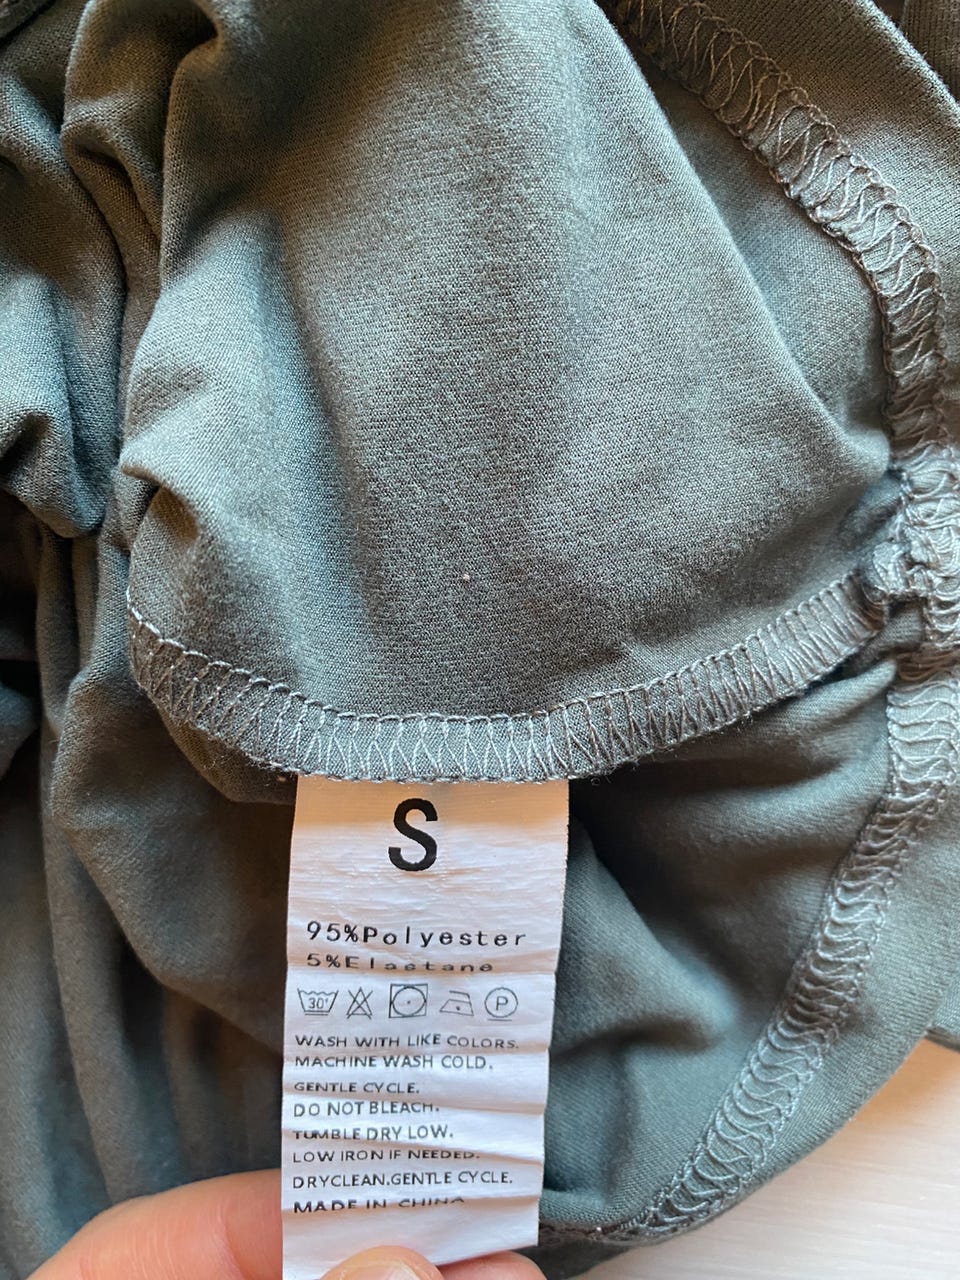 S
95%Polyester
5%Elastane
30° P
WASH WITH LIKE COLORS.
MACHINE WASH COLD.
GENTLE CYCLE.
DO NOT BLEACH.
TUMBLE DRY LOW.
LOW IRON IF NEEDED.
DRYCLEAN.GENTLE CYCLE.
MADE IN CHINA